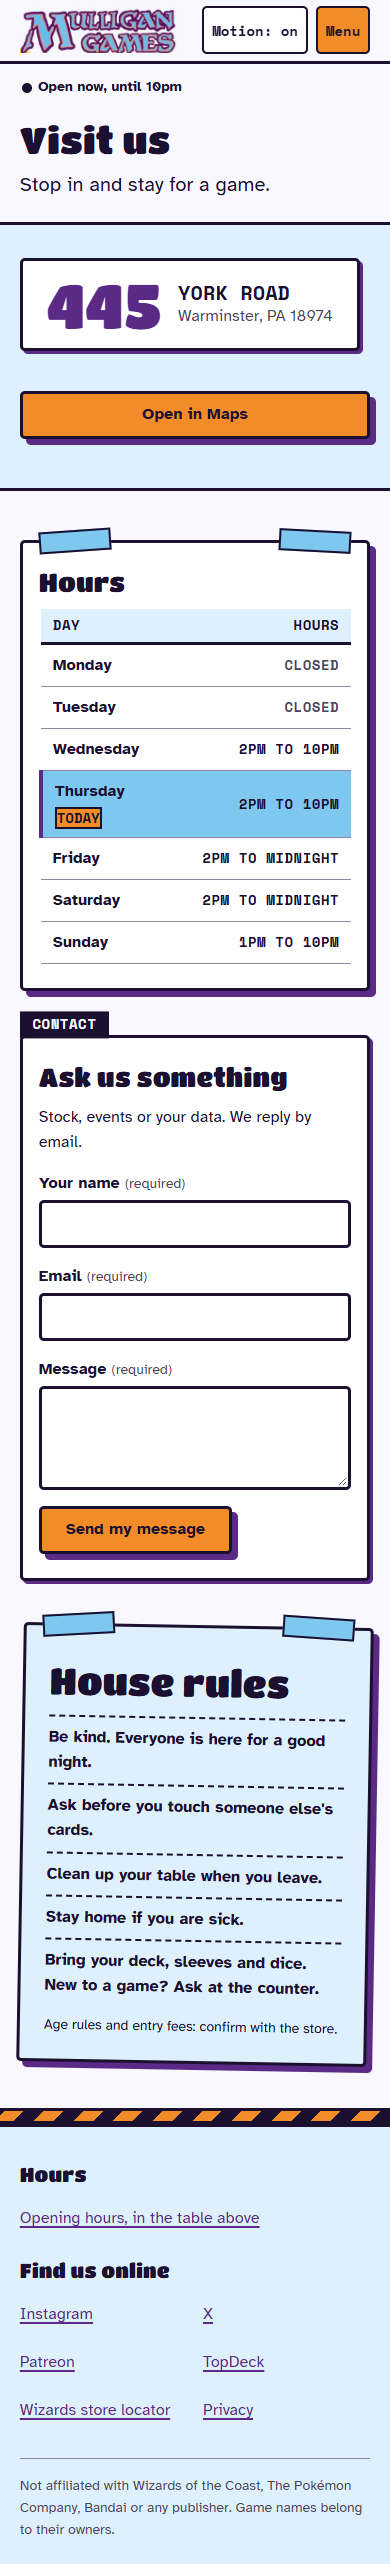 MULLIGAN
GAMES
Motion: on
Menu
Open now, until 10pm
Visit us
Stop in and stay for a game.
445
YORK ROAD
Warminster, PA 18974
Open in Maps
Hours
DAY HOURS
Monday CLOSED
Tuesday CLOSED
Wednesday 2PM TO 10PM
Thursday
TODAY
2PM TO 10PM
Friday 2PM TO MIDNIGHT
Saturday 2PM TO MIDNIGHT
Sunday 1PM TO 10PM
CONTACT
Ask us something
Stock, events or your data. We reply by
email.
Your name (required)
Email (required)
Message (required)
Send my message
House rules
Be kind. Everyone is here for a good
night.
Ask before you touch someone else's
cards.
Clean up your table when you leave.
Stay home if you are sick.
Bring your deck, sleeves and dice.
New to a game? Ask at the counter.
Age rules and entry fees: confirm with the store.
Hours
Opening hours, in the table above
Find us online
Instagram X
Patreon TopDeck
Wizards store locator Privacy
Not affiliated with Wizards of the Coast, The Pokémon
Company, Bandai or any publisher. Game names belong
to their owners.